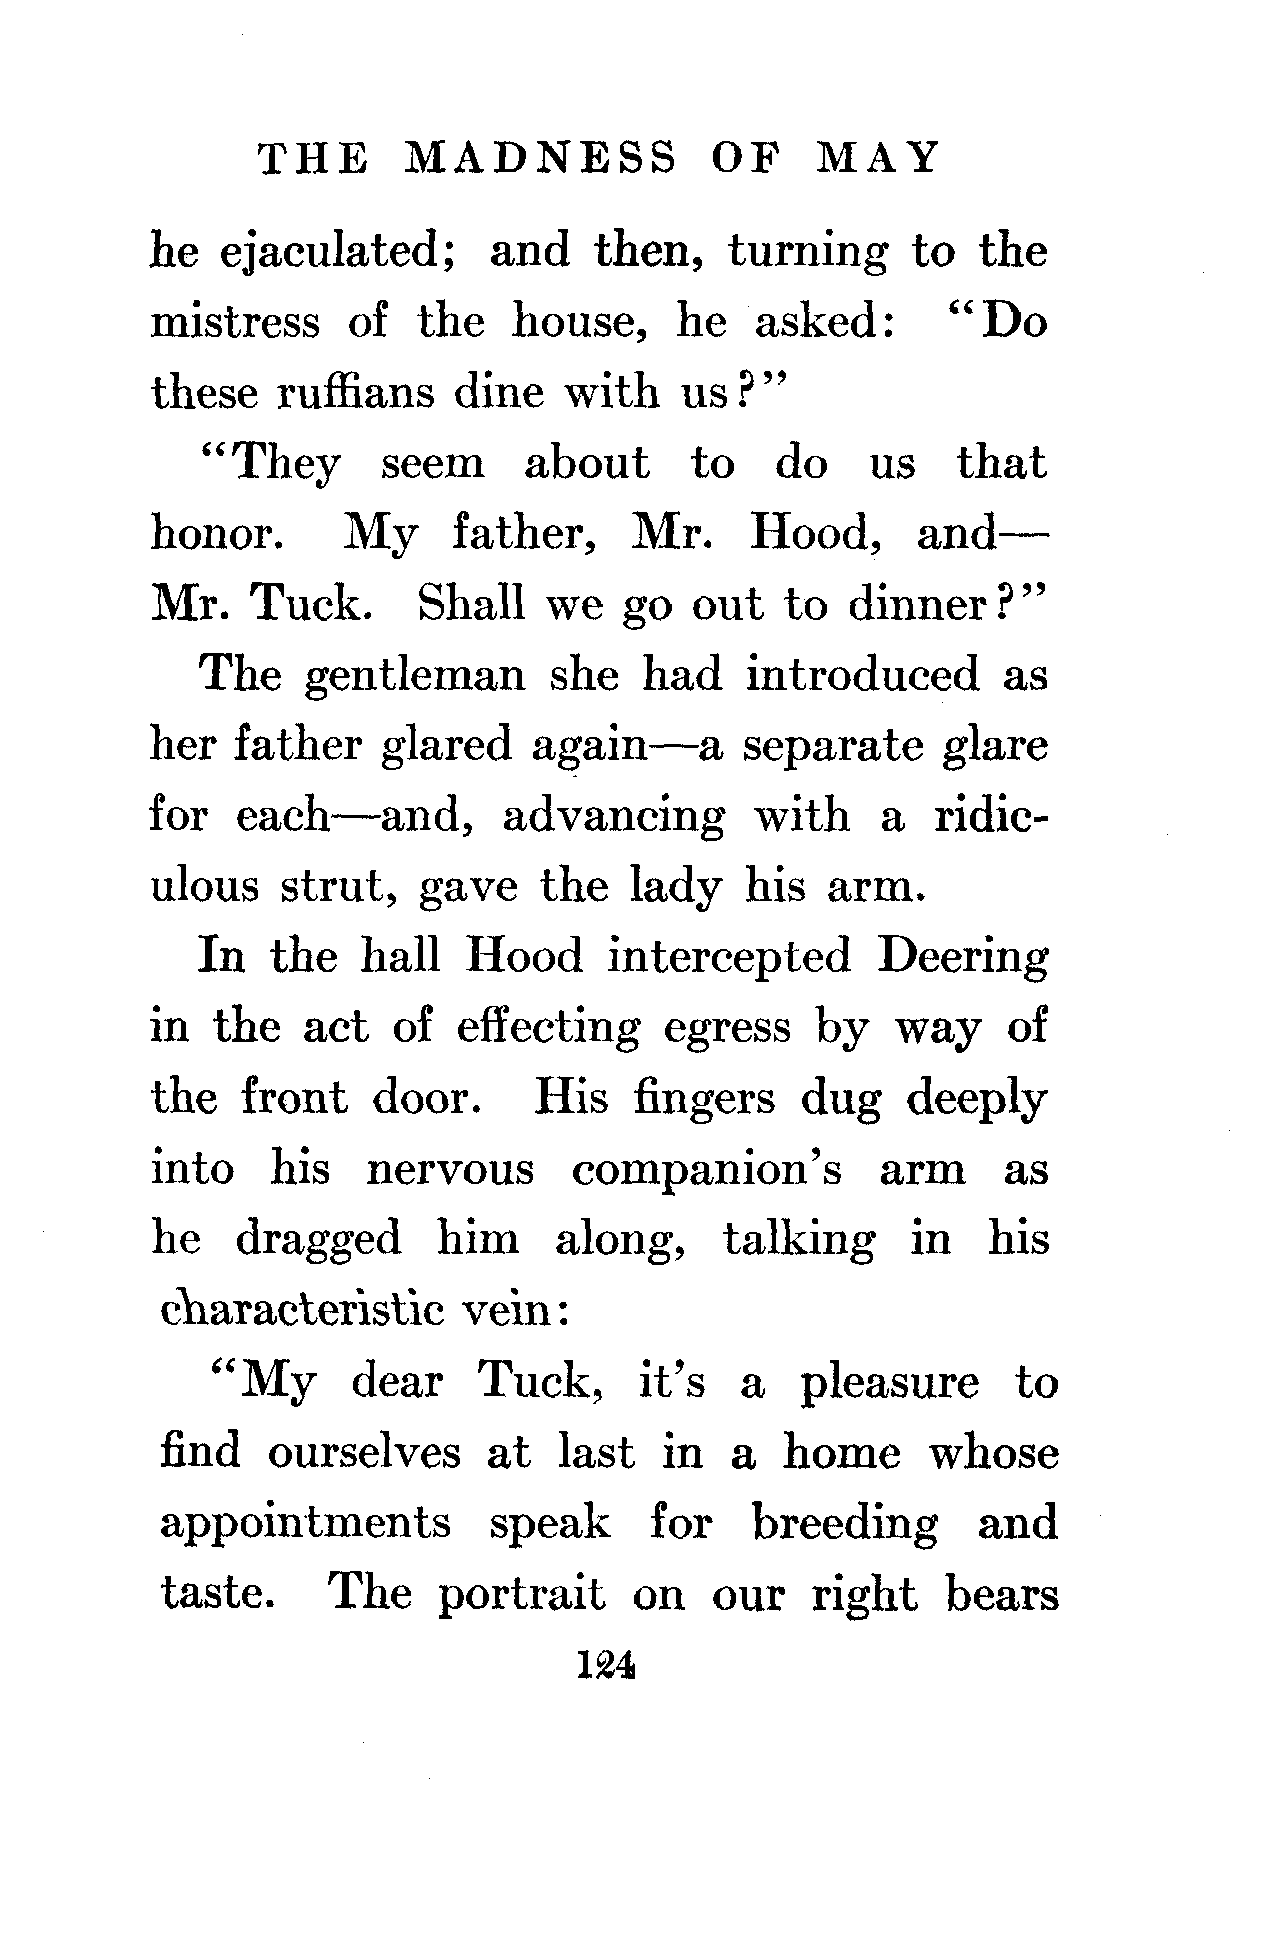 THE MADNESS OF MAY
he ejaculated; and then, turning to the
mistress of the house, he asked: “Do
these ruffians dine with us?”
“They seem about to do us that
honor. My father, Mr. Hood, and—
Mr. Tuck. Shall we go out to dinner?”
The gentleman she had introduced as
her father glared again—a separate glare
for each—and, advancing with a ridic-
ulous strut, gave the lady his arm.
In the hall Hood intercepted Deering
in the act of effecting egress by way of
the front door. His fingers dug deeply
into his nervous companion’s arm as
he dragged him along, talking in his
characteristic vein:
“My dear Tuck, it’s a pleasure to
find ourselves at last in a home whose
appointments speak for breeding and
taste. The portrait on our right bears
124